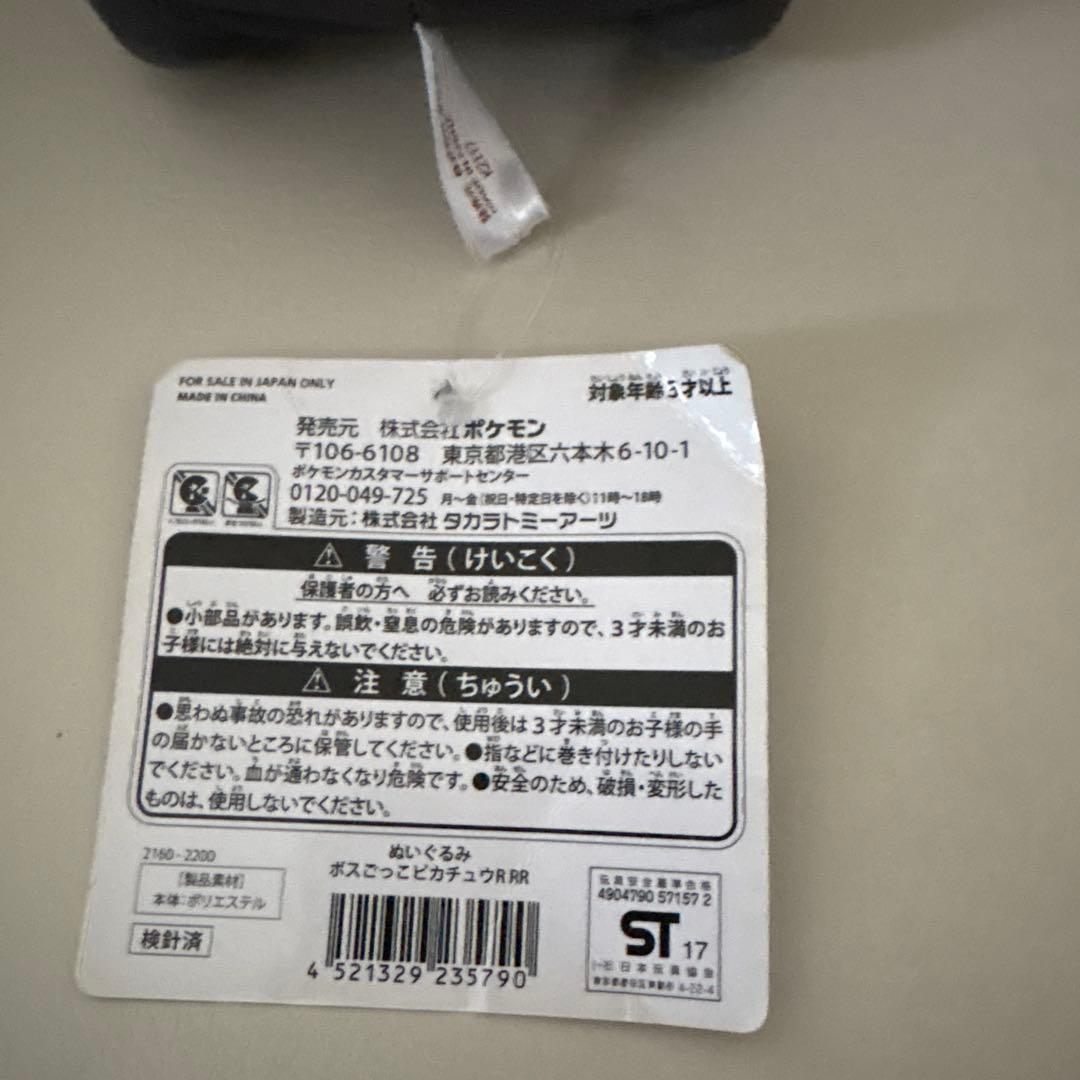 FOR SALE IN JAPAN ONLY
MADE IN CHINA
対象年齢3才以上
発売元 株式会社ポケモン
〒106-6108 東京都港区六本木6-10-1
ポケモンカスタマーサポートセンター
0120-049-725 月~金(祝日・特定日を除く)11時~18時
製造元:株式会社 タカラトミーアーツ
⚠ 警 告(けいこく)
保護者の方へ 必ずお読みください。
●小部品があります。誤飲・窒息の危険がありますので、3才未満のお
子様には絶対に与えないでください。
⚠ 注 意(ちゅうい)
●思わぬ事故の恐れがありますので、使用後は3才未満のお子様の手
の届かないところに保管してください。●指などに巻き付けたりしない
でください。血が通わなくなり危険です。●安全のため、破損・変形した
ものは、使用しないでください。
2160-2200
[製品素材]
本体:ポリエステル
検針済
ぬいぐるみ
ボスごっこピカチュウRRR
4 521329 235790
玩具安全基準合格
4904790 57157 2
ST 17
(一社)日本玩具協会
東京都墨田区東駒形 4-22-4